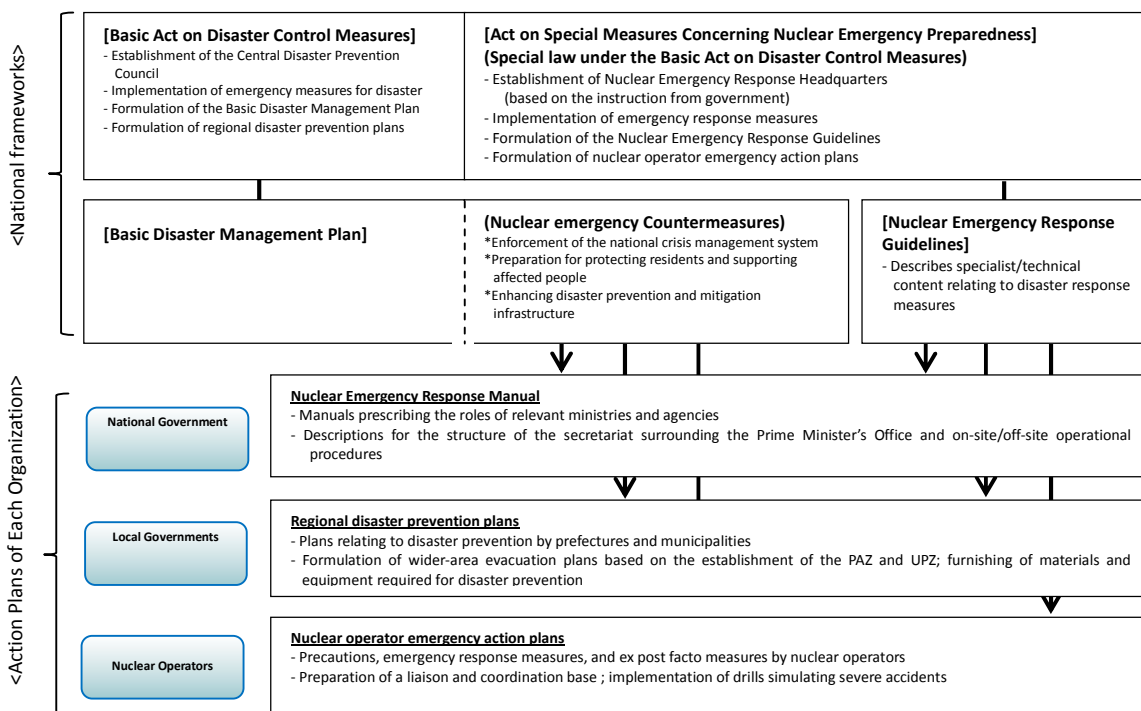 <National frameworks>
[Basic Act on Disaster Control Measures]
- Establishment of the Central Disaster Prevention
Council
- Implementation of emergency measures for disaster
- Formulation of the Basic Disaster Management Plan
- Formulation of regional disaster prevention plans
[Act on Special Measures Concerning Nuclear Emergency Preparedness]
(Special law under the Basic Act on Disaster Control Measures)
- Establishment of Nuclear Emergency Response Headquarters
(based on the instruction from government)
- Implementation of emergency response measures
- Formulation of the Nuclear Emergency Response Guidelines
- Formulation of nuclear operator emergency action plans
[Basic Disaster Management Plan]
(Nuclear emergency Countermeasures)
*Enforcement of the national crisis management system
*Preparation for protecting residents and supporting
affected people
*Enhancing disaster prevention and mitigation
infrastructure
[Nuclear Emergency Response
Guidelines]
- Describes specialist/technical
content relating to disaster response
measures
<Action Plans of Each Organization>
National Government
Nuclear Emergency Response Manual
- Manuals prescribing the roles of relevant ministries and agencies
- Descriptions for the structure of the secretariat surrounding the Prime Minister's Office and on-site/off-site operational
procedures
Local Governments
Regional disaster prevention plans
- Plans relating to disaster prevention by prefectures and municipalities
- Formulation of wider-area evacuation plans based on the establishment of the PAZ and UPZ; furnishing of materials and
equipment required for disaster prevention
Nuclear Operators
Nuclear operator emergency action plans
- Precautions, emergency response measures, and ex post facto measures by nuclear operators
- Preparation of a liaison and coordination base ; implementation of drills simulating severe accidents